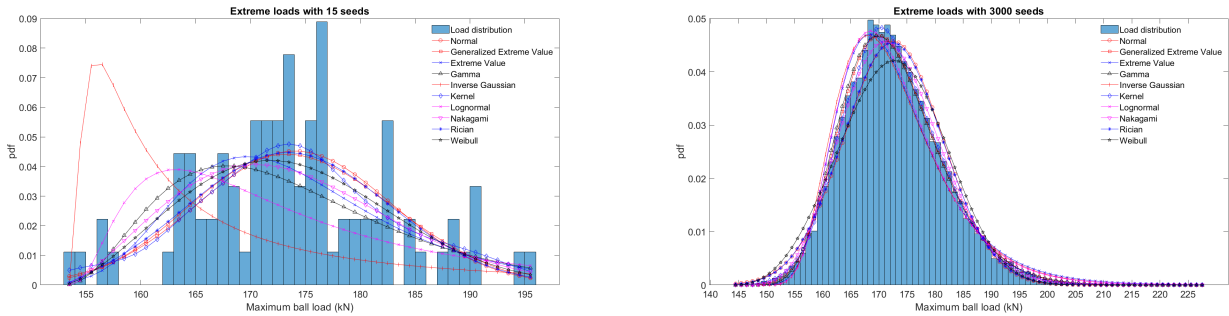 Extreme loads with 15 seeds
0.09
0.08
0.07
0.06
0.05
0.04
0.03
0.02
0.01
0
pdf
155 160 165 170 175 180 185 190 195
Maximum ball load (kN)
Load distribution
Normal
Generalized Extreme Value
Extreme Value
Gamma
Inverse Gaussian
Kernel
Lognormal
Nakagami
Rician
Weibull
Extreme loads with 3000 seeds
0.05
0.04
0.03
0.02
0.01
0
pdf
140 145 150 155 160 165 170 175 180 185 190 195 200 205 210 215 220 225
Maximum ball load (kN)
Load distribution
Normal
Generalized Extreme Value
Extreme Value
Gamma
Inverse Gaussian
Kernel
Lognormal
Nakagami
Rician
Weibull